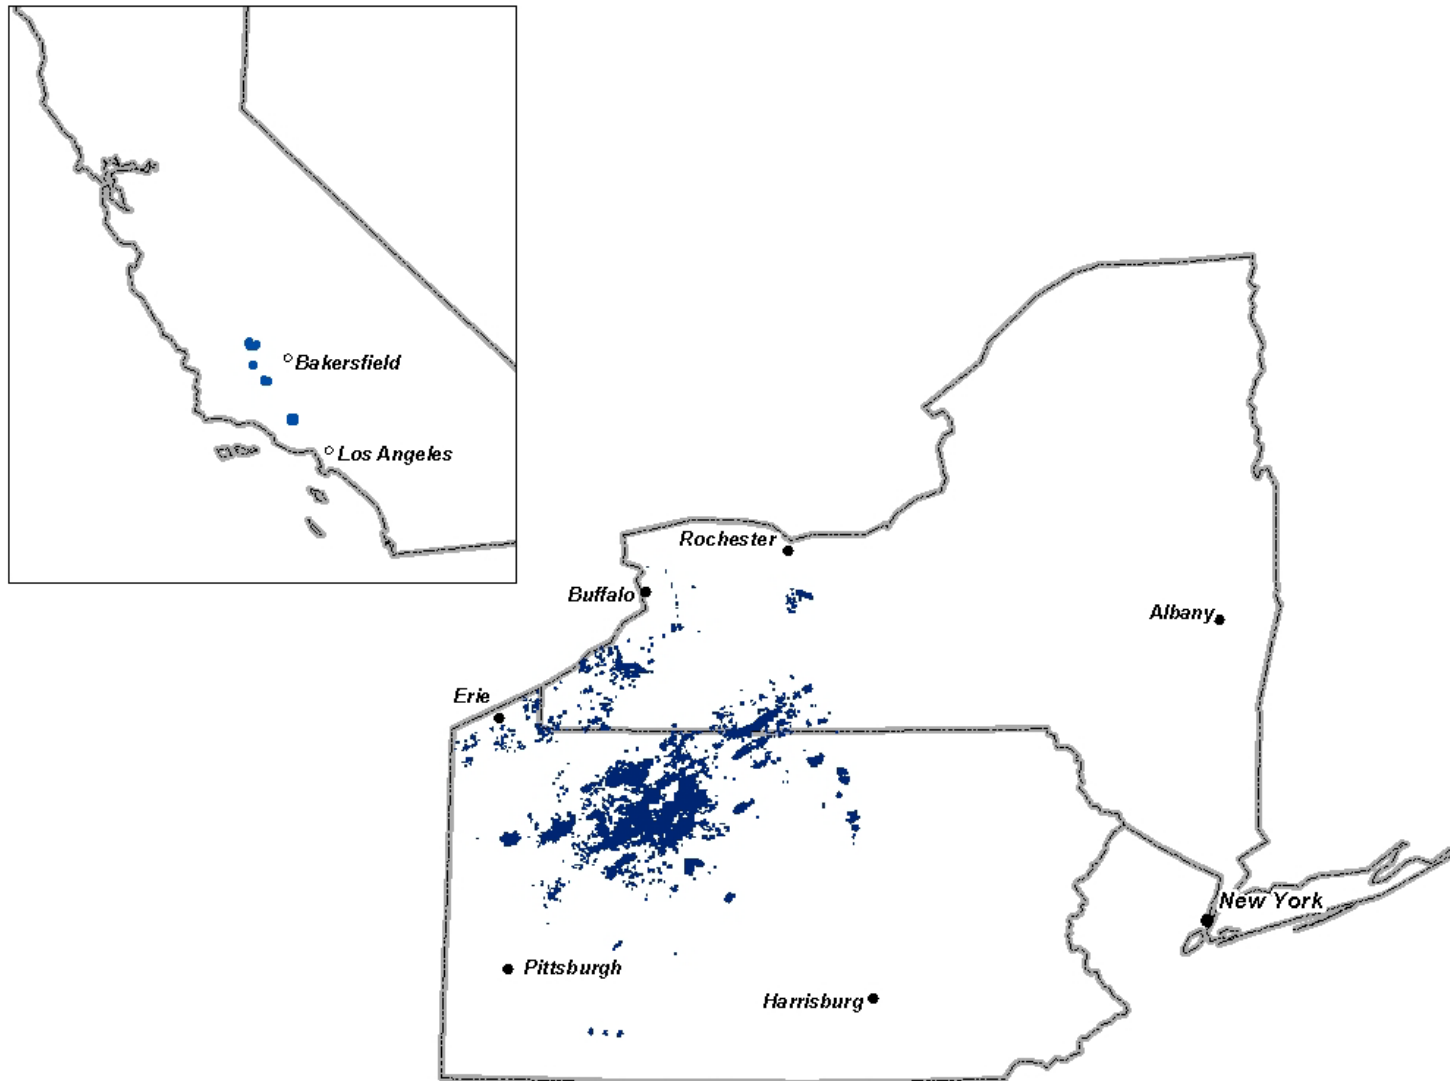 Bakersfield
Los Angeles
Rochester
Buffalo
Albany
Erie
New York
Pittsburgh
Harrisburg